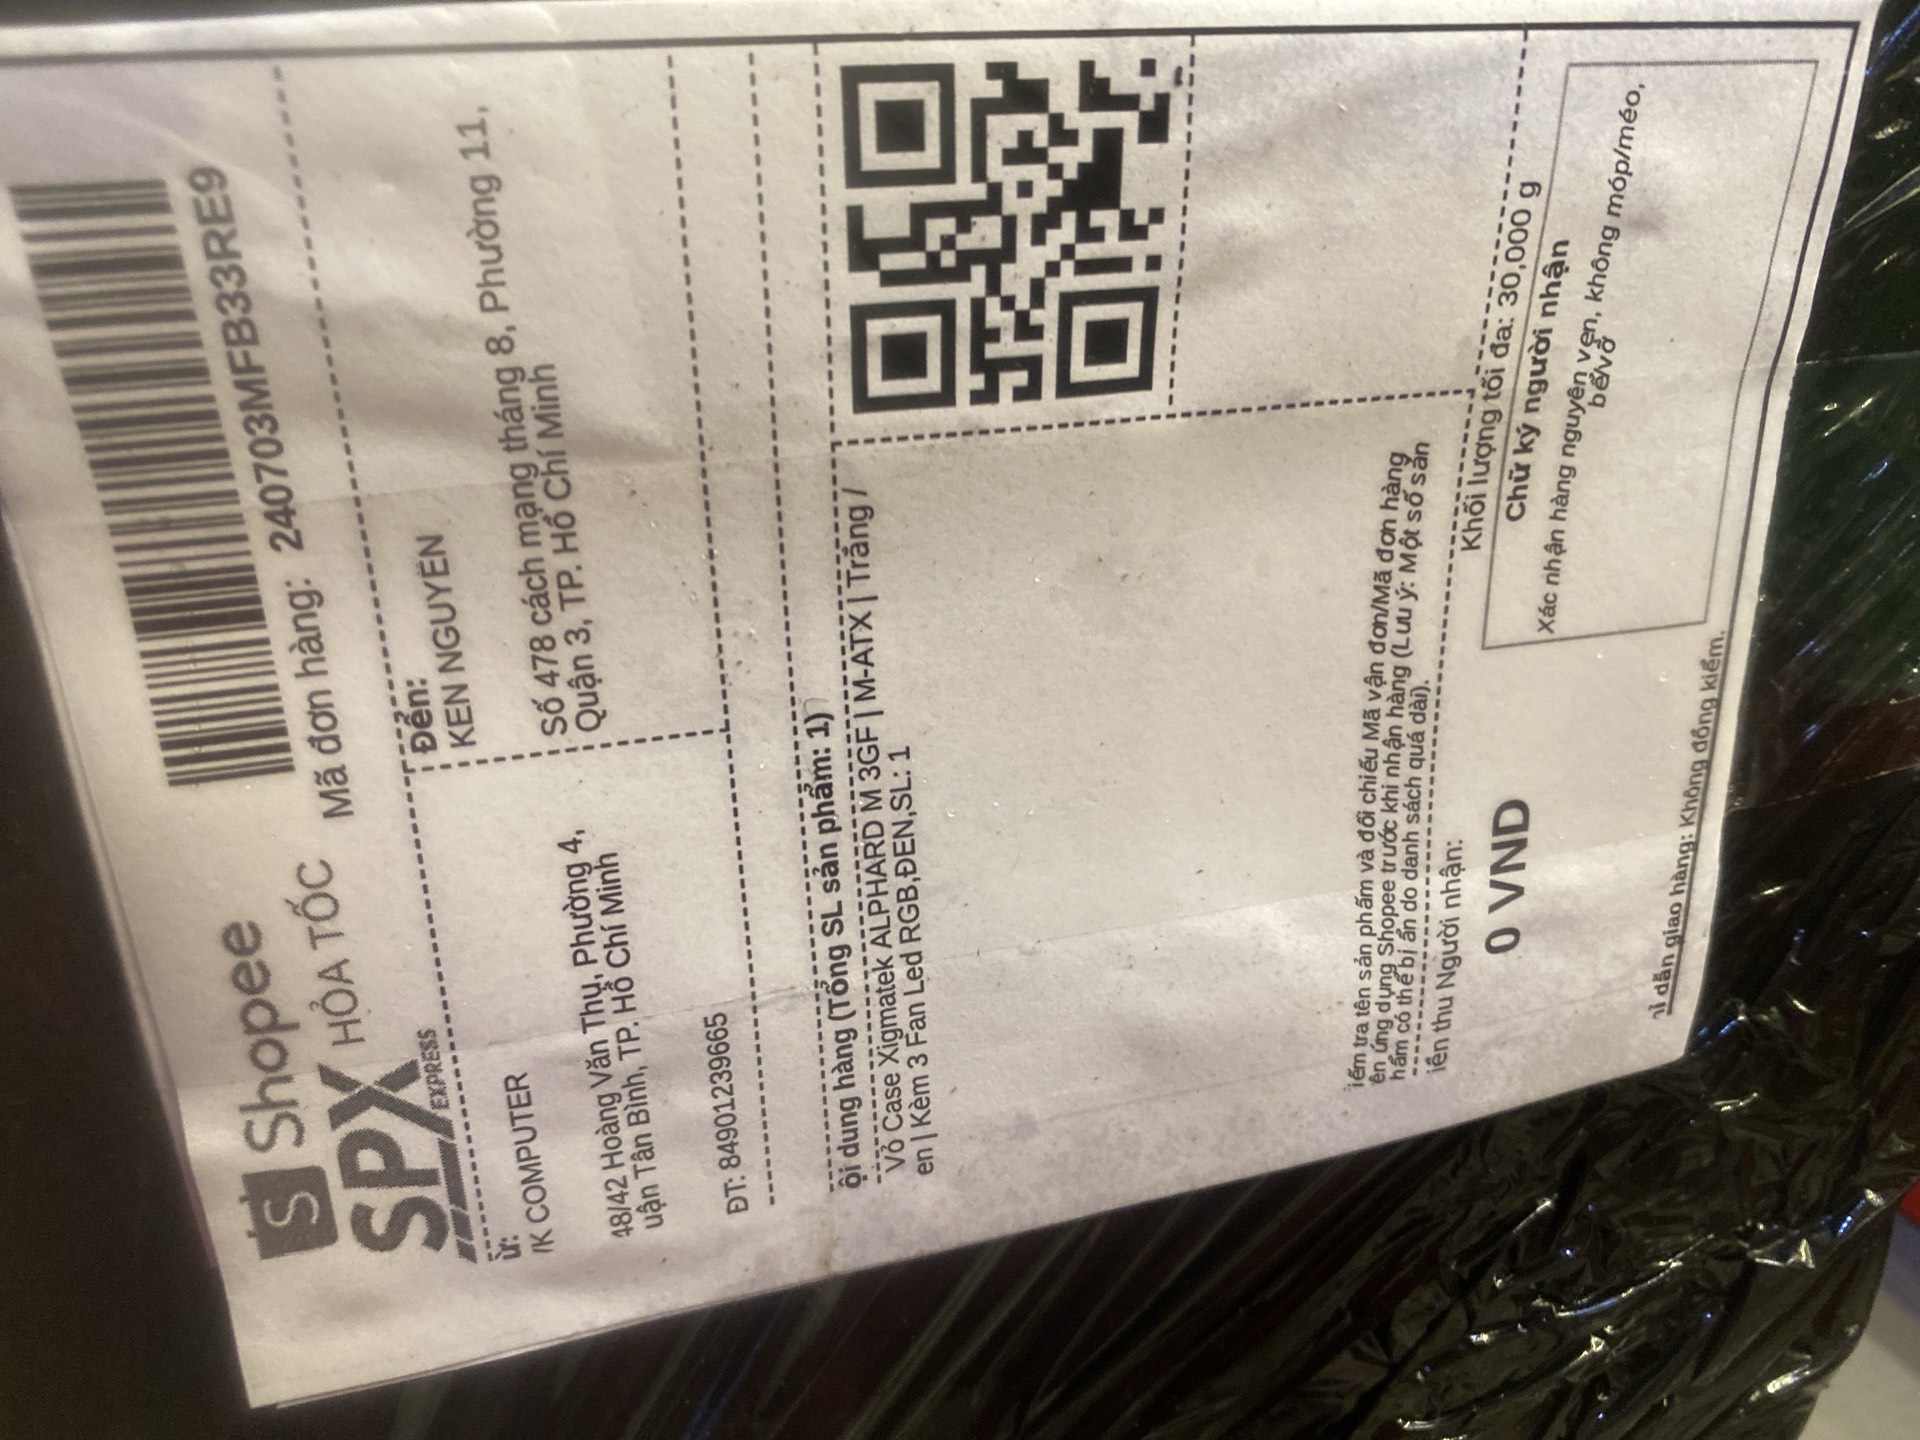 Shopee
SPX
EXPRESS
HỎA TỐC
Mã đơn hàng: 240703MFB33RE9
ừ:
/K COMPUTER
48/42 Hoàng Văn Thụ, Phường 4,
uận Tân Bình, TP. Hồ Chí Minh
ĐT: 84901239665
Đến:
KEN NGUYỄN
Số 478 cách mạng tháng 8, Phường 11,
Quận 3, TP. Hồ Chí Minh
ội dung hàng (Tổng SL sản phẩm: 1)
Vỏ Case Xigmatek ALPHARD M 3GF | M-ATX | Trắng /
en | Kèm 3 Fan Led RGB,ĐEN,SL: 1
iểm tra tên sản phẩm và đối chiếu Mã vận đơn/Mã đơn hàng
ên ứng dụng Shopee trước khi nhận hàng (Lưu ý: Một số sản
hẩm có thể bị ẩn do danh sách quá dài).
iền thu Người nhận:
0 VND
Khối lượng tối đa: 30,000 g
Chữ ký người nhận
Xác nhận hàng nguyên vẹn, không móp/méo,
bể/vỡ
ỉ dẫn giao hàng: Không đồng kiểm.